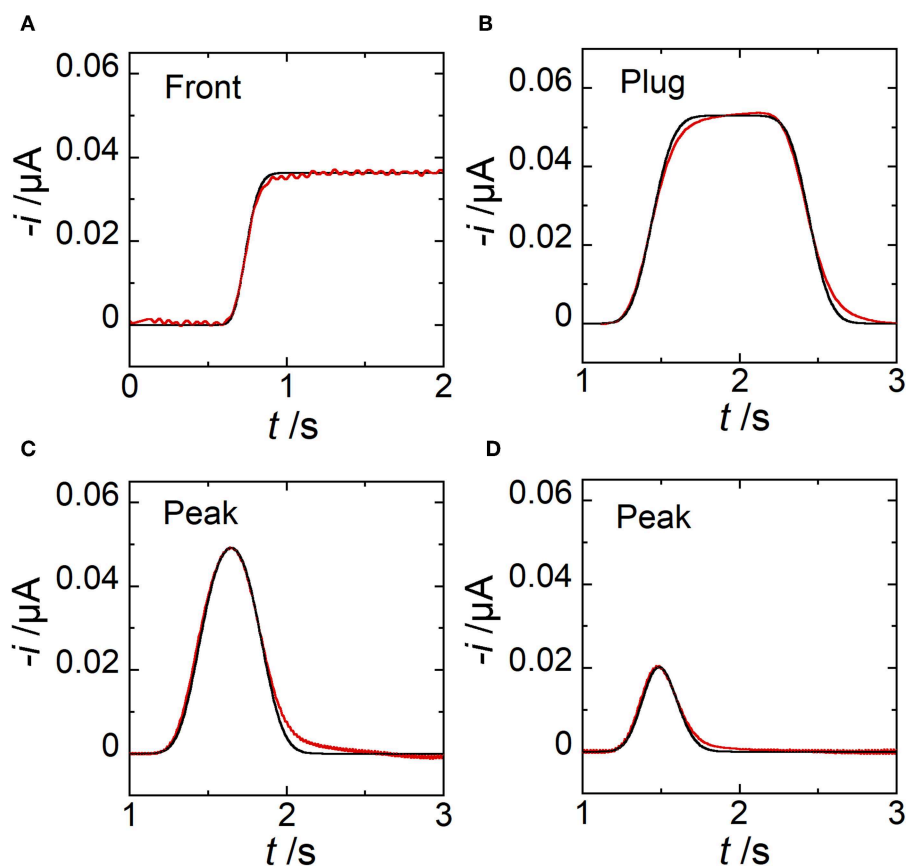 A
0.06
Front
0.04
-i /μA
0.02
0
0 1 2
t /s
B
0.06
Plug
0.04
-i /μA
0.02
0
1 2 3
t /s
C
0.06
Peak
0.04
-i /μA
0.02
0
1 2 3
t /s
D
0.06
Peak
0.04
-i /μA
0.02
0
1 2 3
t /s